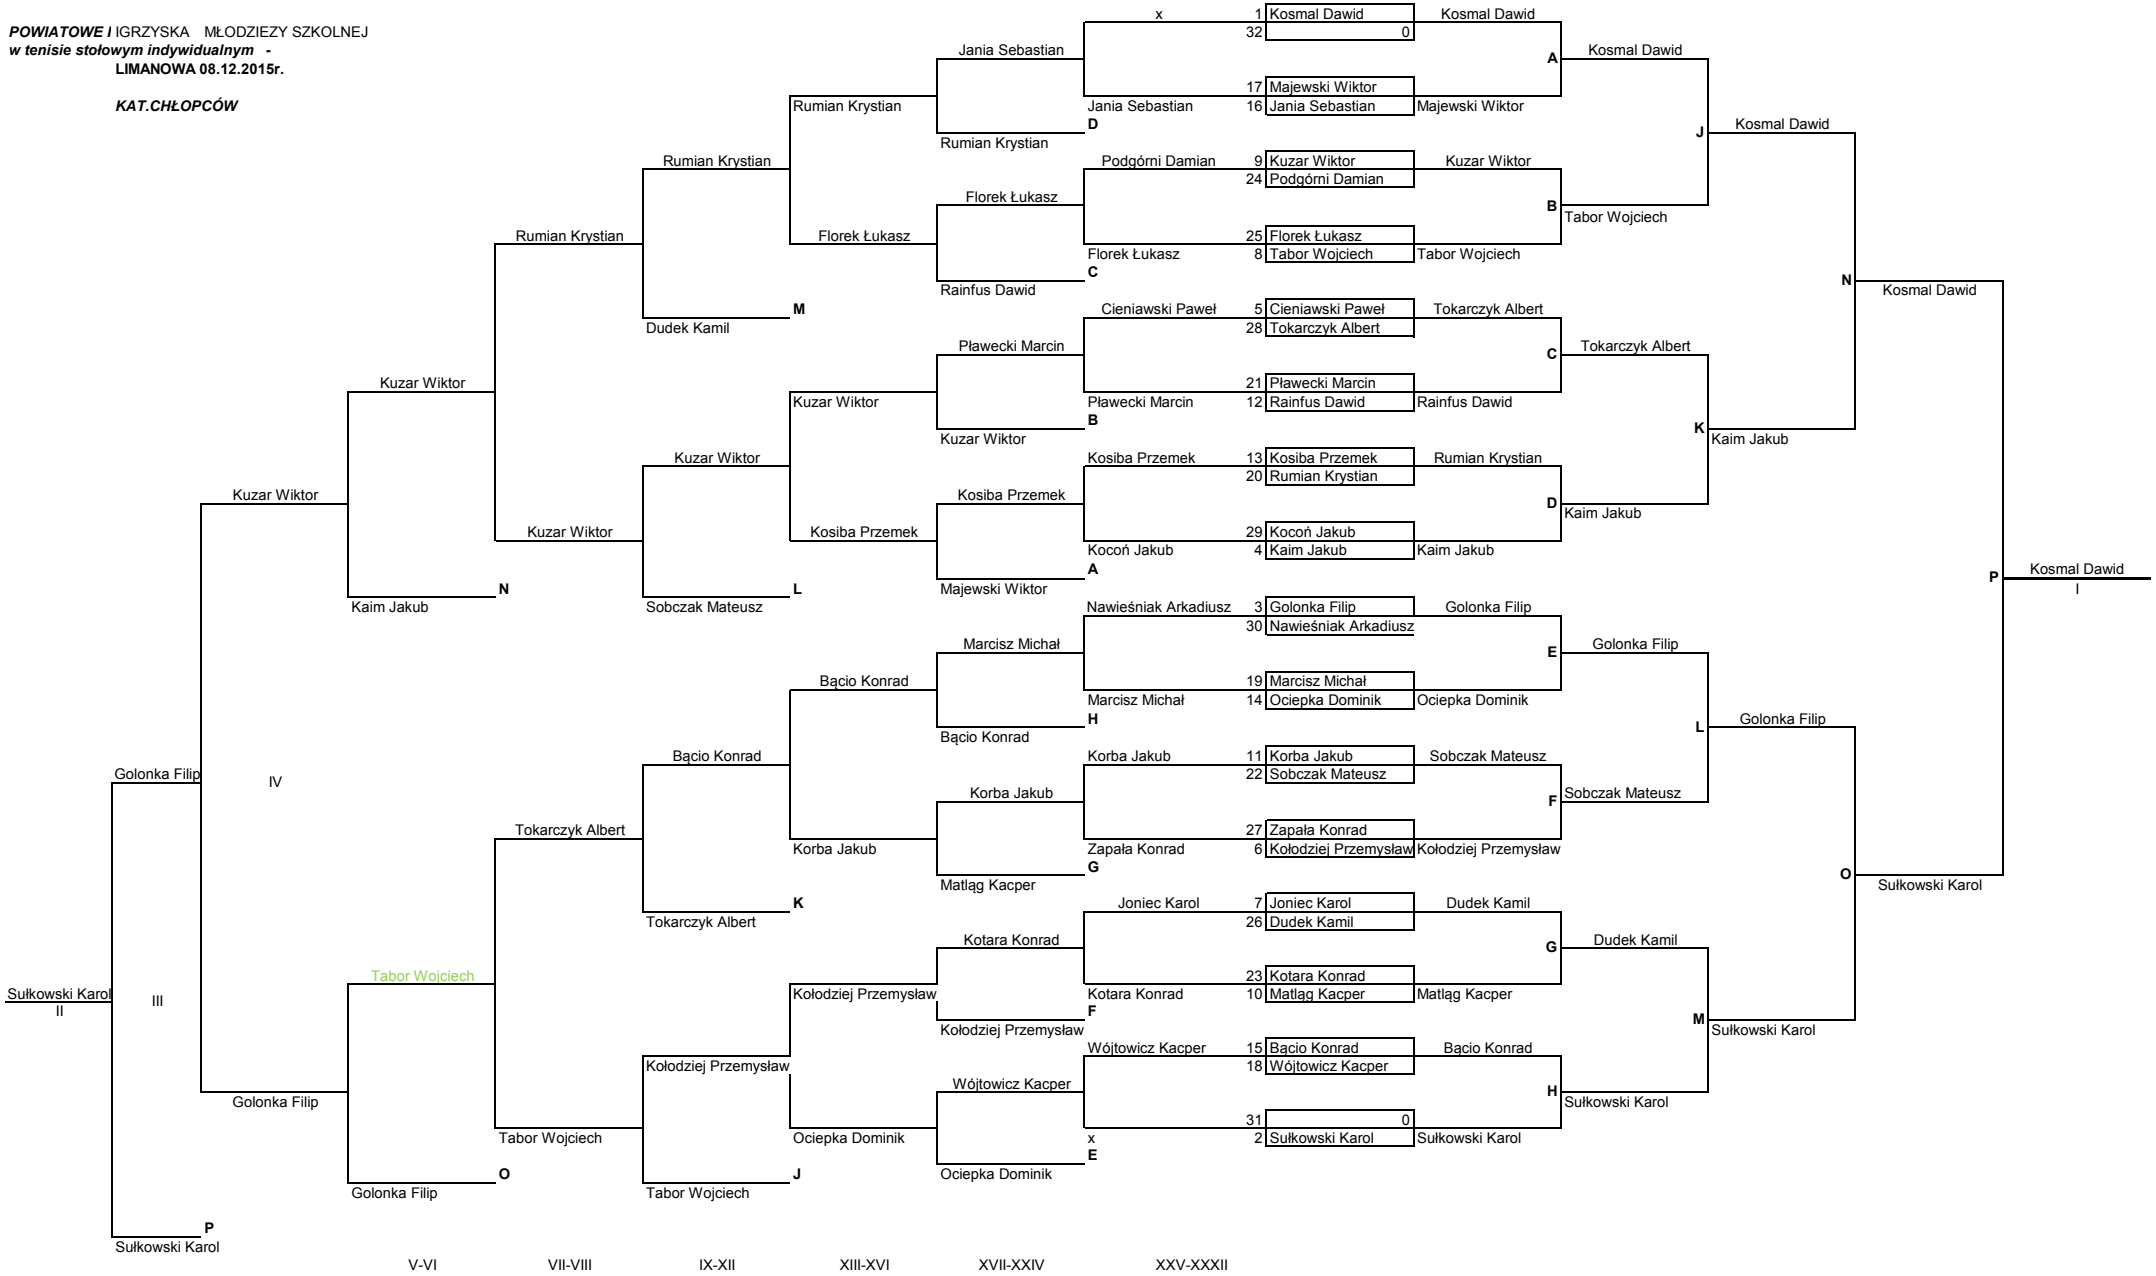 POWIATOWE I IGRZYSKA MŁODZIEZY SZKOLNEJ
w tenisie stołowym indywidualnym -
LIMANOWA 08.12.2015r.
KAT.CHŁOPCÓW
x 1 Kosmal Dawid Kosmal Dawid
32 0
Jania Sebastian Kosmal Dawid
A
17 Majewski Wiktor
Rumian Krystian Jania Sebastian 16 Jania Sebastian Majewski Wiktor
D
J Kosmal Dawid
Rumian Krystian
Rumian Krystian Podgórni Damian 9 Kuzar Wiktor Kuzar Wiktor
24 Podgórni Damian
Florek Łukasz
B
Tabor Wojciech
Rumian Krystian Florek Łukasz 25 Florek Łukasz
Florek Łukasz 8 Tabor Wojciech Tabor Wojciech
C
N
Rainfus Dawid Kosmal Dawid
M Cieniawski Paweł 5 Cieniawski Paweł Tokarczyk Albert
Dudek Kamil 28 Tokarczyk Albert
Pławecki Marcin Tokarczyk Albert
C
Kuzar Wiktor 21 Pławecki Marcin
Kuzar Wiktor Pławecki Marcin 12 Rainfus Dawid Rainfus Dawid
B
K
Kuzar Wiktor Kaim Jakub
Kuzar Wiktor Kosiba Przemek 13 Kosiba Przemek Rumian Krystian
20 Rumian Krystian
Kuzar Wiktor Kosiba Przemek
D
Kaim Jakub
Kuzar Wiktor Kosiba Przemek 29 Kocoń Jakub
Kocoń Jakub 4 Kaim Jakub Kaim Jakub
A
P Kosmal Dawid
N L Majewski Wiktor I
Kaim Jakub Sobczak Mateusz Nawieśniak Arkadiusz 3 Golonka Filip Golonka Filip
30 Nawieśniak Arkadiusz
Marcisz Michał E Golonka Filip
Bącio Konrad 19 Marcisz Michał
Marcisz Michał 14 Ociepka Dominik Ociepka Dominik
H
L Golonka Filip
Bącio Konrad
Bącio Konrad Korba Jakub 11 Korba Jakub Sobczak Mateusz
22 Sobczak Mateusz
Golonka Filip IV
Korba Jakub F Sobczak Mateusz
Tokarczyk Albert 27 Zapała Konrad
Korba Jakub Zapała Konrad 6 Kołodziej Przemysław Kołodziej Przemysław
G
O
Matląg Kacper Sułkowski Karol
K Joniec Karol 7 Joniec Karol Dudek Kamil
Tokarczyk Albert 26 Dudek Kamil
Kotara Konrad G Dudek Kamil
Tabor Wojciech 23 Kotara Konrad
Sułkowski Karol III Kołodziej Przemysław Kotara Konrad 10 Matląg Kacper Matląg Kacper
II F
M
Kołodziej Przemysław Sułkowski Karol
Wójtowicz Kacper 15 Bącio Konrad Bącio Konrad
Kołodziej Przemysław 18 Wójtowicz Kacper
Wójtowicz Kacper H
Golonka Filip Sułkowski Karol
31 0
Tabor Wojciech Ociepka Dominik x 2 Sułkowski Karol Sułkowski Karol
E
O J Ociepka Dominik
Golonka Filip Tabor Wojciech
P
Sułkowski Karol
V-VI VII-VIII IX-XII XIII-XVI XVII-XXIV XXV-XXXII